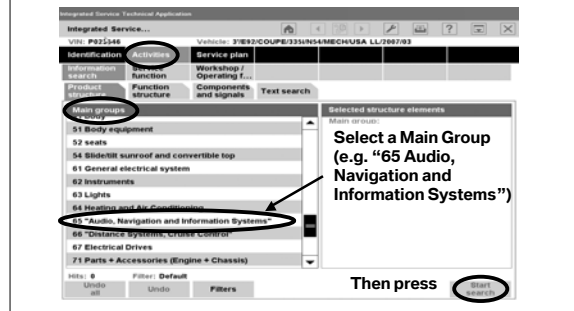 Integrated Service Technical Application
Integrated Service...
VIN: P025346 Vehicle: 3'/E92/COUPE/335i/N54/MECH/USA LL/2007/03
Identification Activities Service plan
Information search function Workshop / Operating f...
Product structure Function structure Components and signals Text search
Main groups
51 Body equipment
52 seats
54 Slide/tilt sunroof and convertible top
61 General electrical system
62 Instruments
63 Lights
64 Heating and Air Conditioning
65 "Audio, Navigation and Information Systems"
66 "Distance Systems, Cruise Control"
67 Electrical Drives
71 Parts + Accessories (Engine + Chassis)
Hits: 0 Filter: Default
Undo all Undo Filters
Selected structure elements
Main group:
Select a Main Group
(e.g. “65 Audio,
Navigation and
Information Systems”)
Then press
Start search